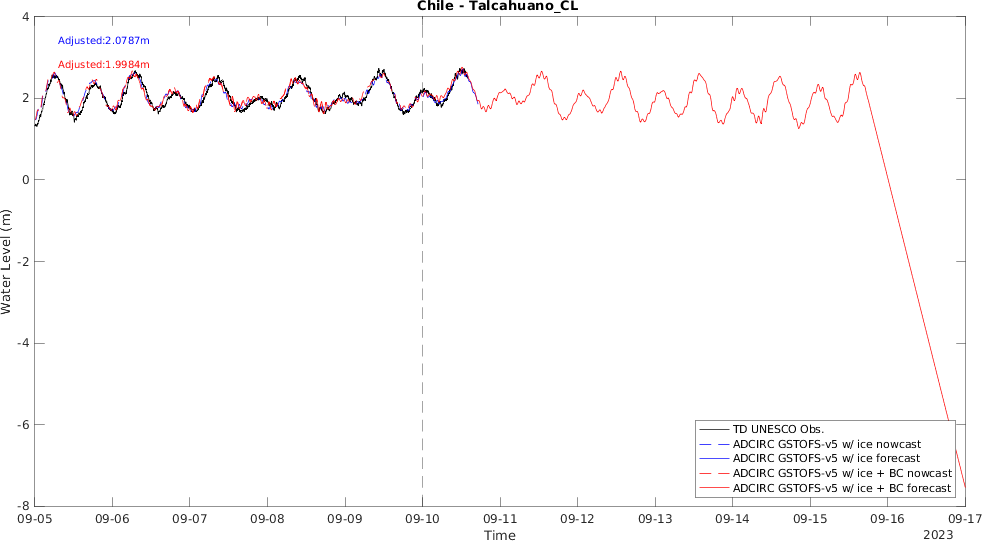 Chile - Talcahuano_CL
Adjusted:2.0787m
Adjusted:1.9984m
4
2
0
-2
-4
-6
-8
Water Level (m)
TD UNESCO Obs.
ADCIRC GSTOFS-v5 w/ ice nowcast
ADCIRC GSTOFS-v5 w/ ice forecast
ADCIRC GSTOFS-v5 w/ ice + BC nowcast
ADCIRC GSTOFS-v5 w/ ice + BC forecast
09-05 09-06 09-07 09-08 09-09 09-10 09-11 09-12 09-13 09-14 09-15 09-16 09-17
Time
2023